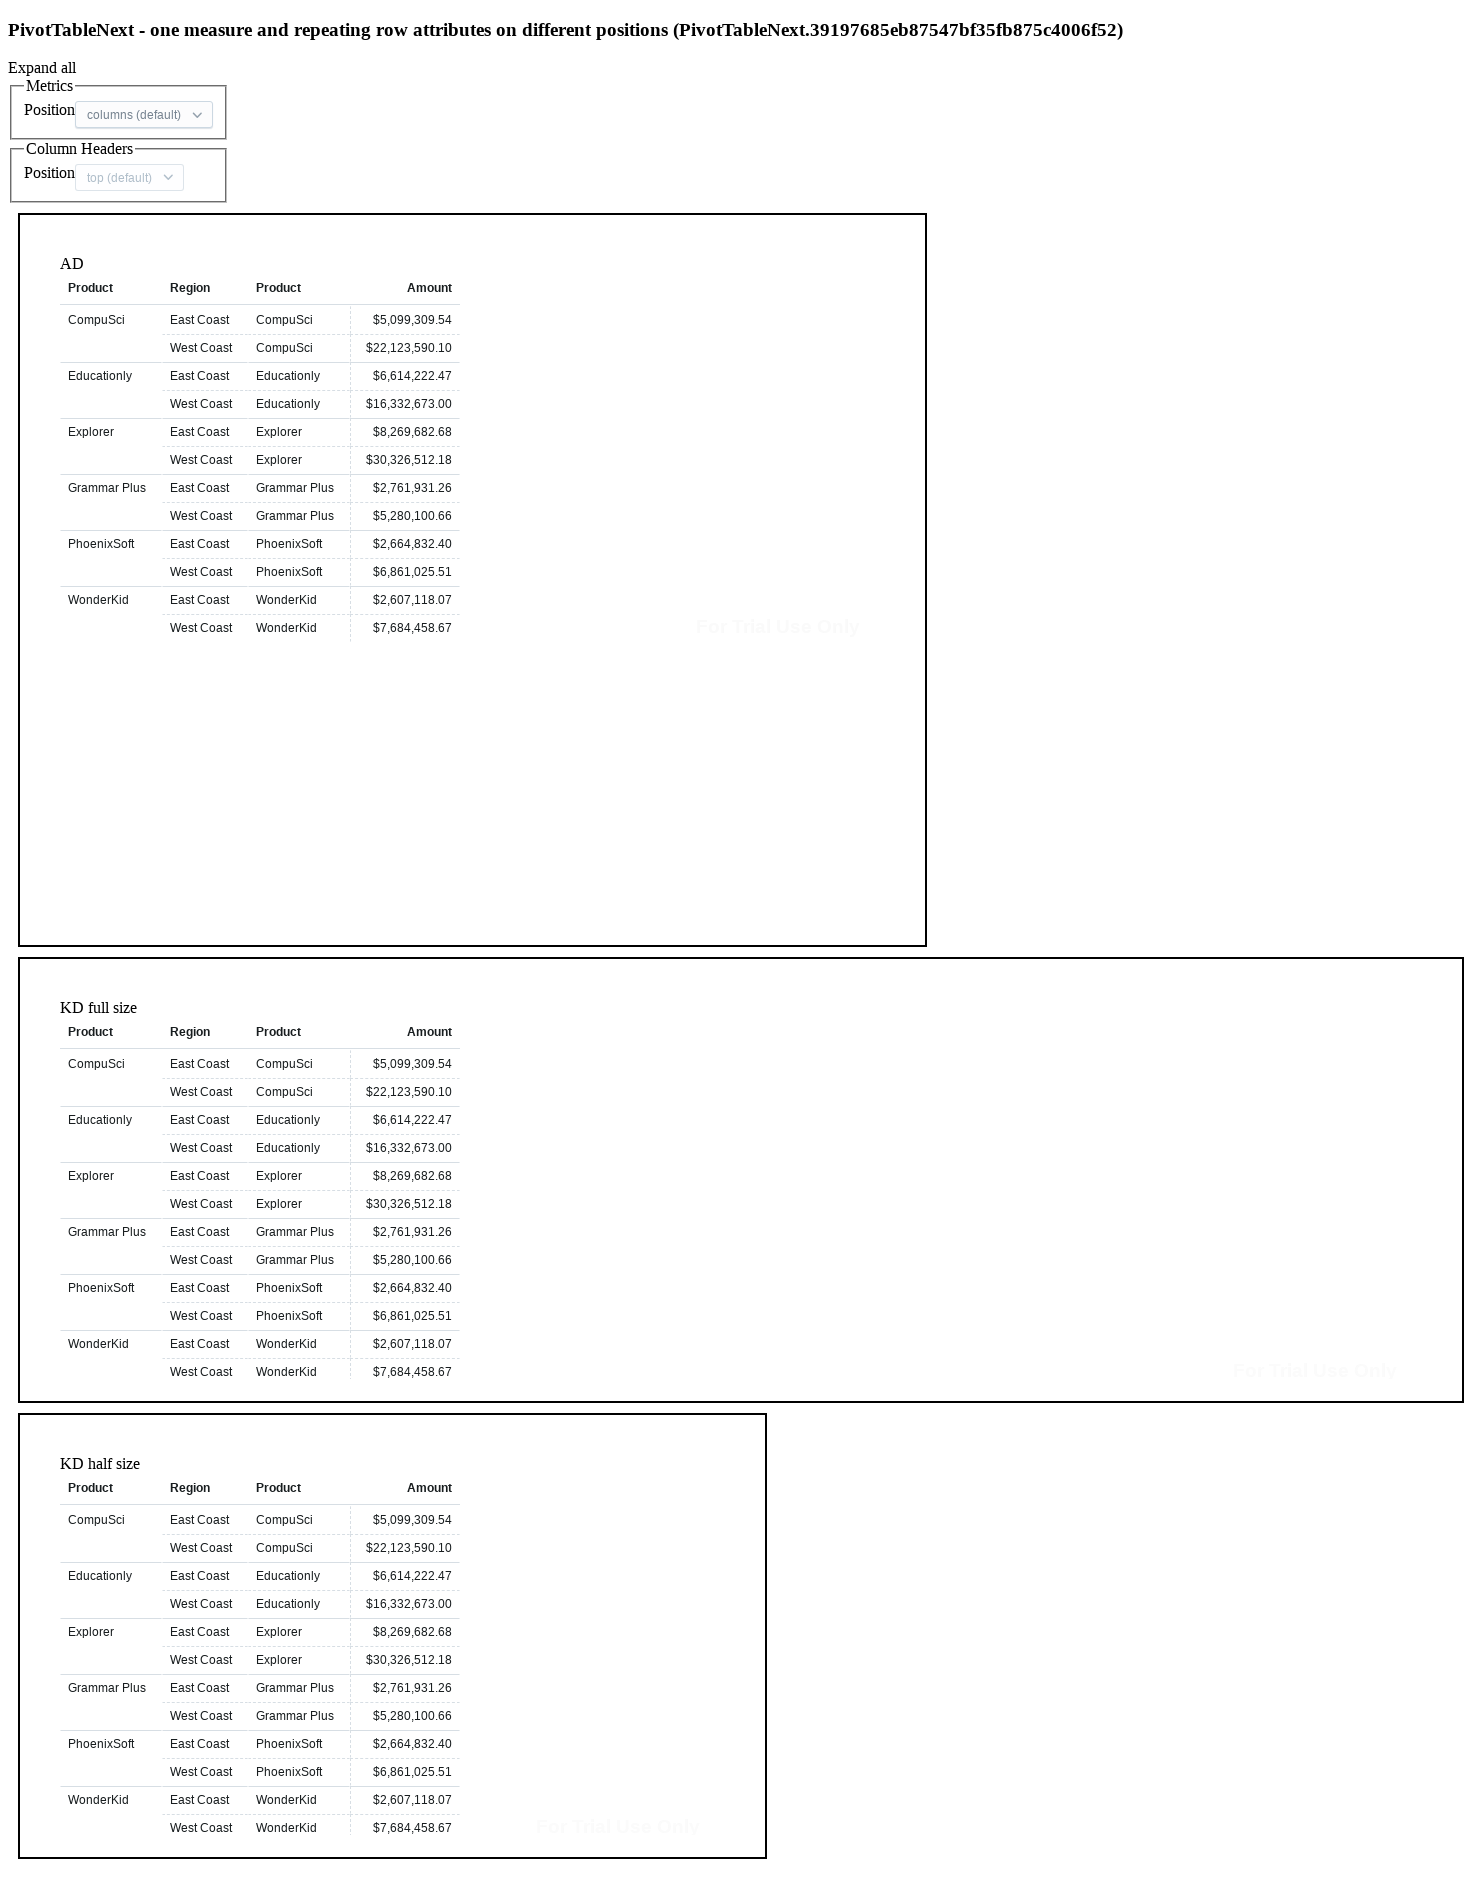 PivotTableNext - one measure and repeating row attributes on different positions (PivotTableNext.39197685eb87547bf35fb875c4006f52)
Expand all
Metrics
Position columns (default)
Column Headers
Position top (default)
AD
Product Region Product Amount
CompuSci East Coast CompuSci $5,099,309.54
West Coast CompuSci $22,123,590.10
Educationly East Coast Educationly $6,614,222.47
West Coast Educationly $16,332,673.00
Explorer East Coast Explorer $8,269,682.68
West Coast Explorer $30,326,512.18
Grammar Plus East Coast Grammar Plus $2,761,931.26
West Coast Grammar Plus $5,280,100.66
PhoenixSoft East Coast PhoenixSoft $2,664,832.40
West Coast PhoenixSoft $6,861,025.51
WonderKid East Coast WonderKid $2,607,118.07
West Coast WonderKid $7,684,458.67
For Trial Use Only
KD full size
Product Region Product Amount
CompuSci East Coast CompuSci $5,099,309.54
West Coast CompuSci $22,123,590.10
Educationly East Coast Educationly $6,614,222.47
West Coast Educationly $16,332,673.00
Explorer East Coast Explorer $8,269,682.68
West Coast Explorer $30,326,512.18
Grammar Plus East Coast Grammar Plus $2,761,931.26
West Coast Grammar Plus $5,280,100.66
PhoenixSoft East Coast PhoenixSoft $2,664,832.40
West Coast PhoenixSoft $6,861,025.51
WonderKid East Coast WonderKid $2,607,118.07
West Coast WonderKid $7,684,458.67
For Trial Use Only
KD half size
Product Region Product Amount
CompuSci East Coast CompuSci $5,099,309.54
West Coast CompuSci $22,123,590.10
Educationly East Coast Educationly $6,614,222.47
West Coast Educationly $16,332,673.00
Explorer East Coast Explorer $8,269,682.68
West Coast Explorer $30,326,512.18
Grammar Plus East Coast Grammar Plus $2,761,931.26
West Coast Grammar Plus $5,280,100.66
PhoenixSoft East Coast PhoenixSoft $2,664,832.40
West Coast PhoenixSoft $6,861,025.51
WonderKid East Coast WonderKid $2,607,118.07
West Coast WonderKid $7,684,458.67
For Trial Use Only